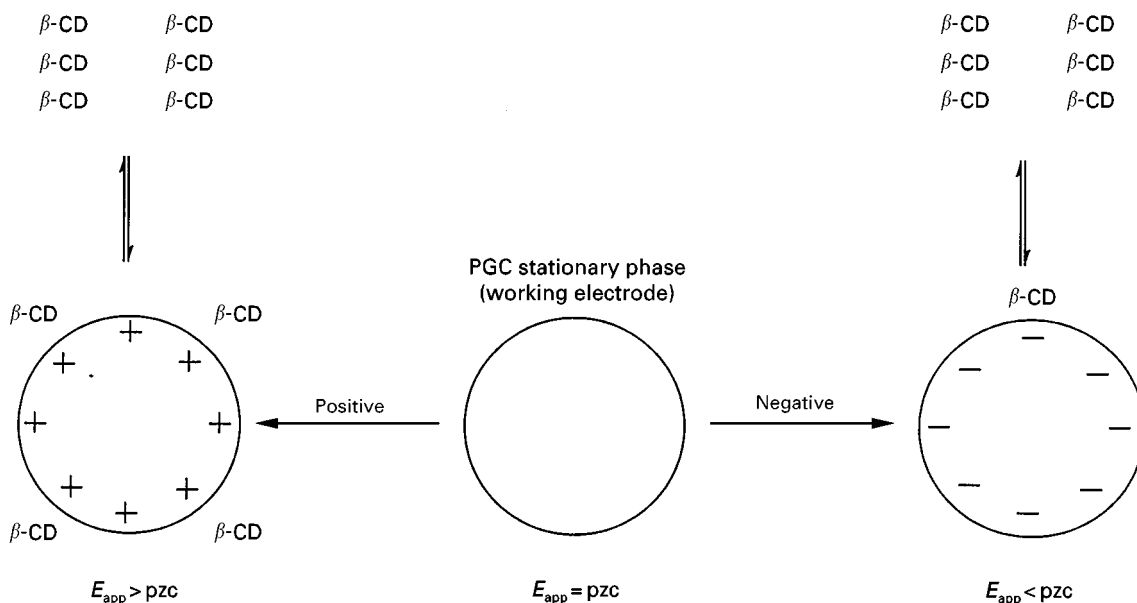 β-CD β-CD β-CD β-CD
β-CD β-CD β-CD β-CD
β-CD β-CD β-CD β-CD
PGC stationary phase
(working electrode)
β-CD β-CD β-CD
+ + + + + + + +
− − − − − − − −
Positive Negative
β-CD β-CD
E_app > pzc E_app = pzc E_app < pzc